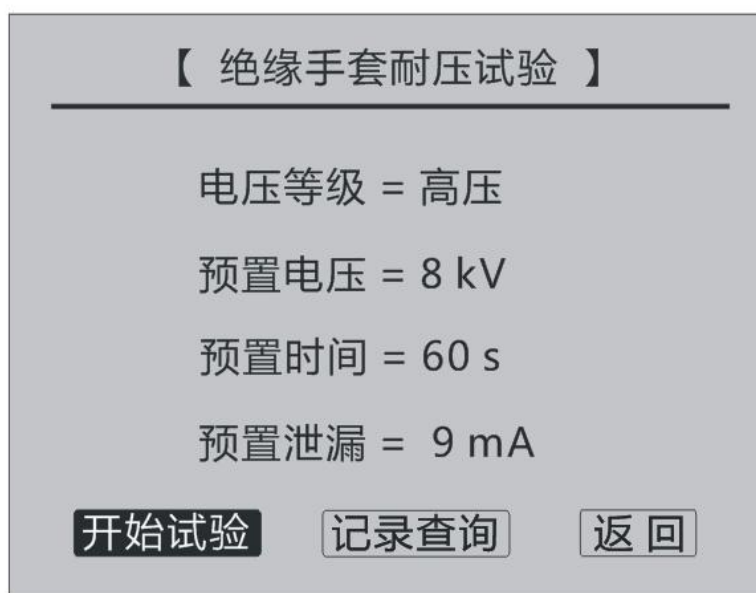 【 绝缘手套耐压试验 】
电压等级 = 高压
预置电压 = 8 kV
预置时间 = 60 s
预置泄漏 = 9 mA
开始试验 记录查询 返 回